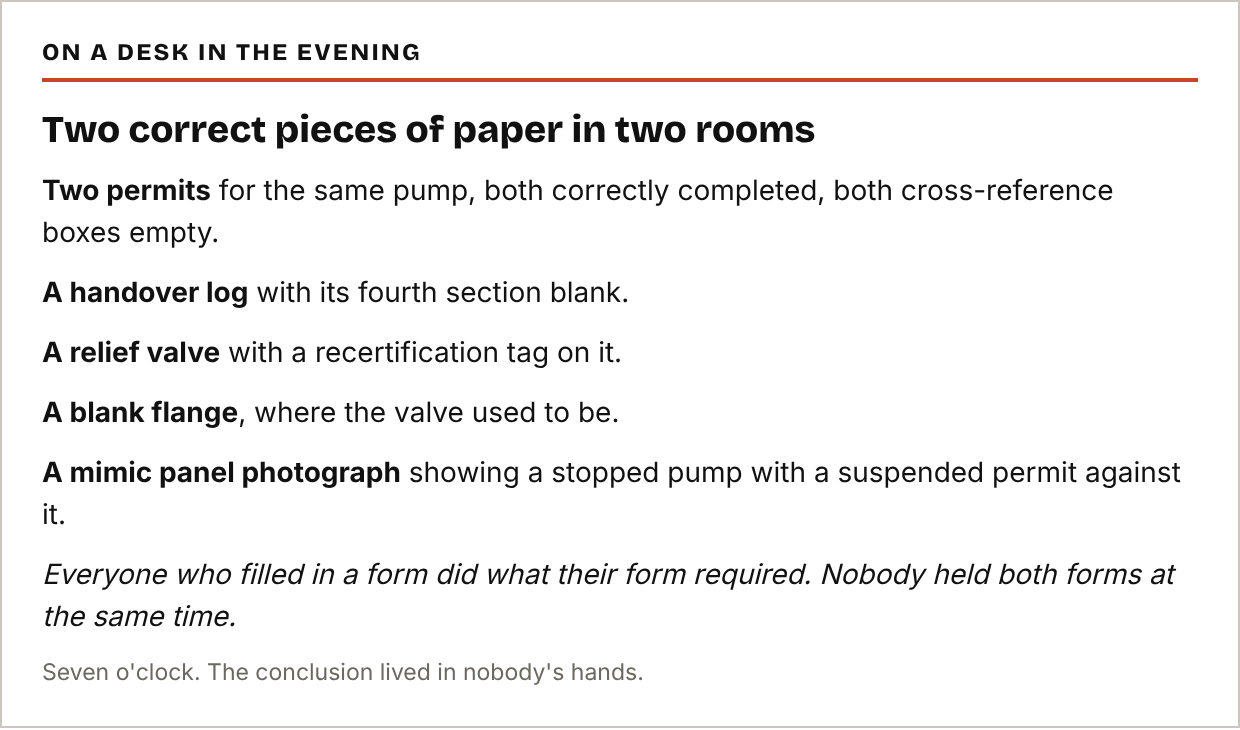 ON A DESK IN THE EVENING
Two correct pieces of paper in two rooms
Two permits for the same pump, both correctly completed, both cross-reference
boxes empty.
A handover log with its fourth section blank.
A relief valve with a recertification tag on it.
A blank flange, where the valve used to be.
A mimic panel photograph showing a stopped pump with a suspended permit against
it.
Everyone who filled in a form did what their form required. Nobody held both forms at
the same time.
Seven o'clock. The conclusion lived in nobody's hands.